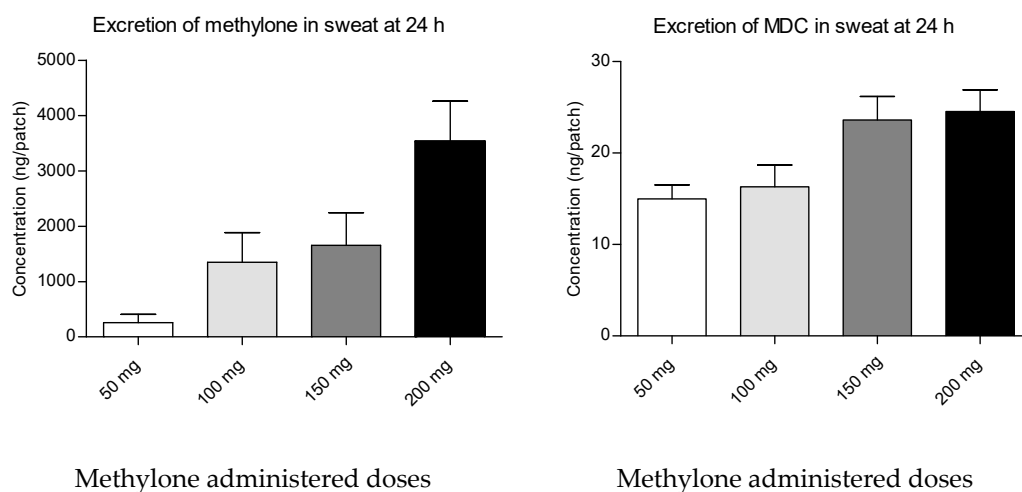 Excretion of methylone in sweat at 24 h
Concentration (ng/patch)
5000
4000
3000
2000
1000
0
50 mg
100 mg
150 mg
200 mg
Methylone administered doses
Excretion of MDC in sweat at 24 h
Concentration (ng/patch)
30
20
10
0
50 mg
100 mg
150 mg
200 mg
Methylone administered doses